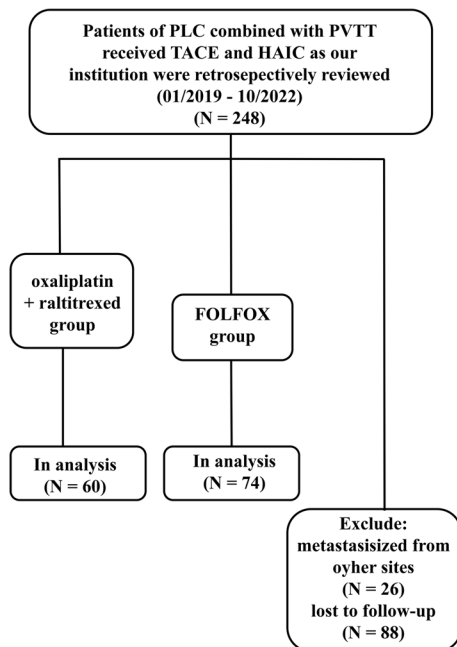 Patients of PLC combined with PVTT
received TACE and HAIC as our
institution were retrosepectively reviewed
(01/2019 - 10/2022)
(N = 248)
oxaliplatin
+ raltitrexed
group
FOLFOX
group
In analysis
(N = 60)
In analysis
(N = 74)
Exclude:
metastasisized from
oyher sites
(N = 26)
lost to follow-up
(N = 88)